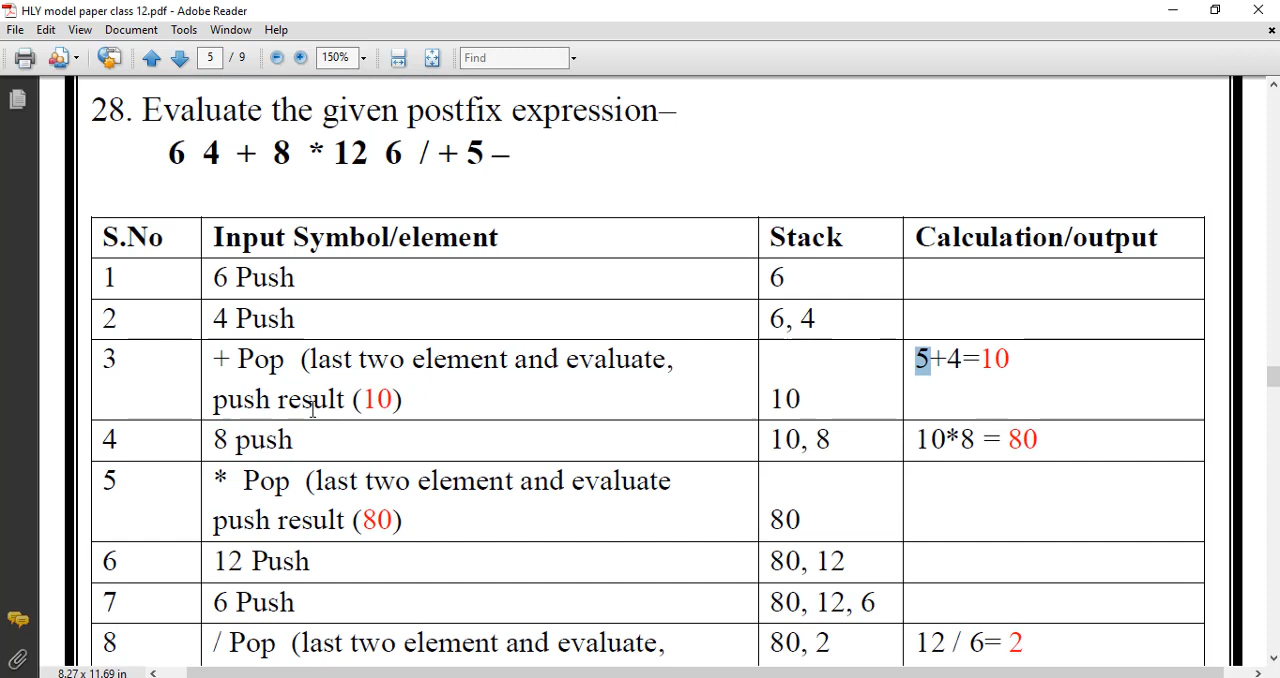 HLY model paper class 12.pdf - Adobe Reader
File Edit View Document Tools Window Help
5 / 9 150% Find
28. Evaluate the given postfix expression–
6 4 + 8 * 12 6 / + 5 –
S.No Input Symbol/element Stack Calculation/output
1 6 Push 6
2 4 Push 6, 4
3 + Pop (last two element and evaluate, 5+4=10
push result (10) 10
4 8 push 10, 8 10*8 = 80
5 * Pop (last two element and evaluate
push result (80) 80
6 12 Push 80, 12
7 6 Push 80, 12, 6
8 / Pop (last two element and evaluate, 80, 2 12 / 6= 2
8.27 x 11.69 in